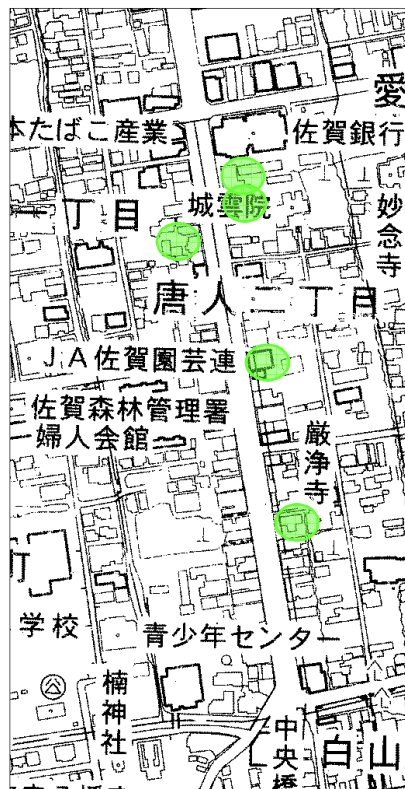 愛
本たばこ産業
佐賀銀行
城雲院
妙念寺
一丁目
唐人二丁目
JA佐賀園芸連
佐賀森林管理署
婦人会館
厳浄寺
町
学校
青少年センター
楠神社
中央橋
白山